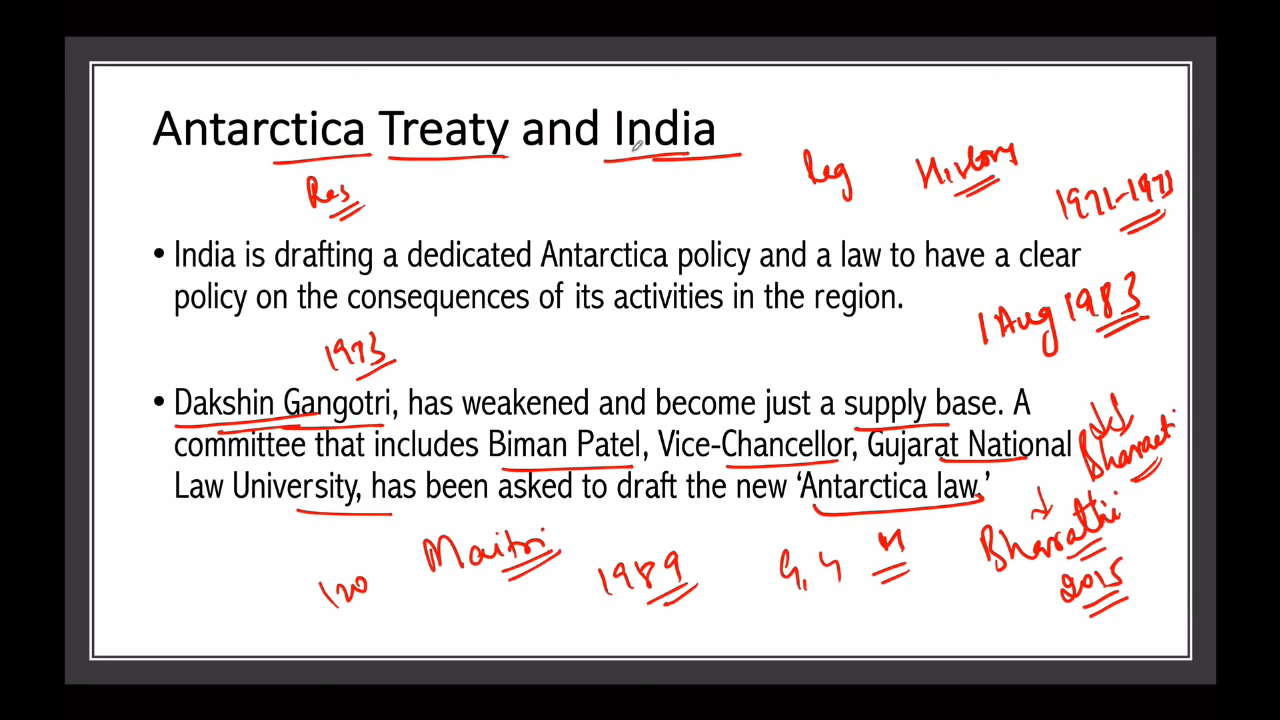 Antarctica Treaty and India
Res
Reg
History
1971-1973
• India is drafting a dedicated Antarctica policy and a law to have a clear
policy on the consequences of its activities in the region.
1 Aug 1983
1973
• Dakshin Gangotri, has weakened and become just a supply base. A
committee that includes Biman Patel, Vice-Chancellor, Gujarat National
Law University, has been asked to draft the new ‘Antarctica law.’
Maitri
1989
Bharathi
120
2015